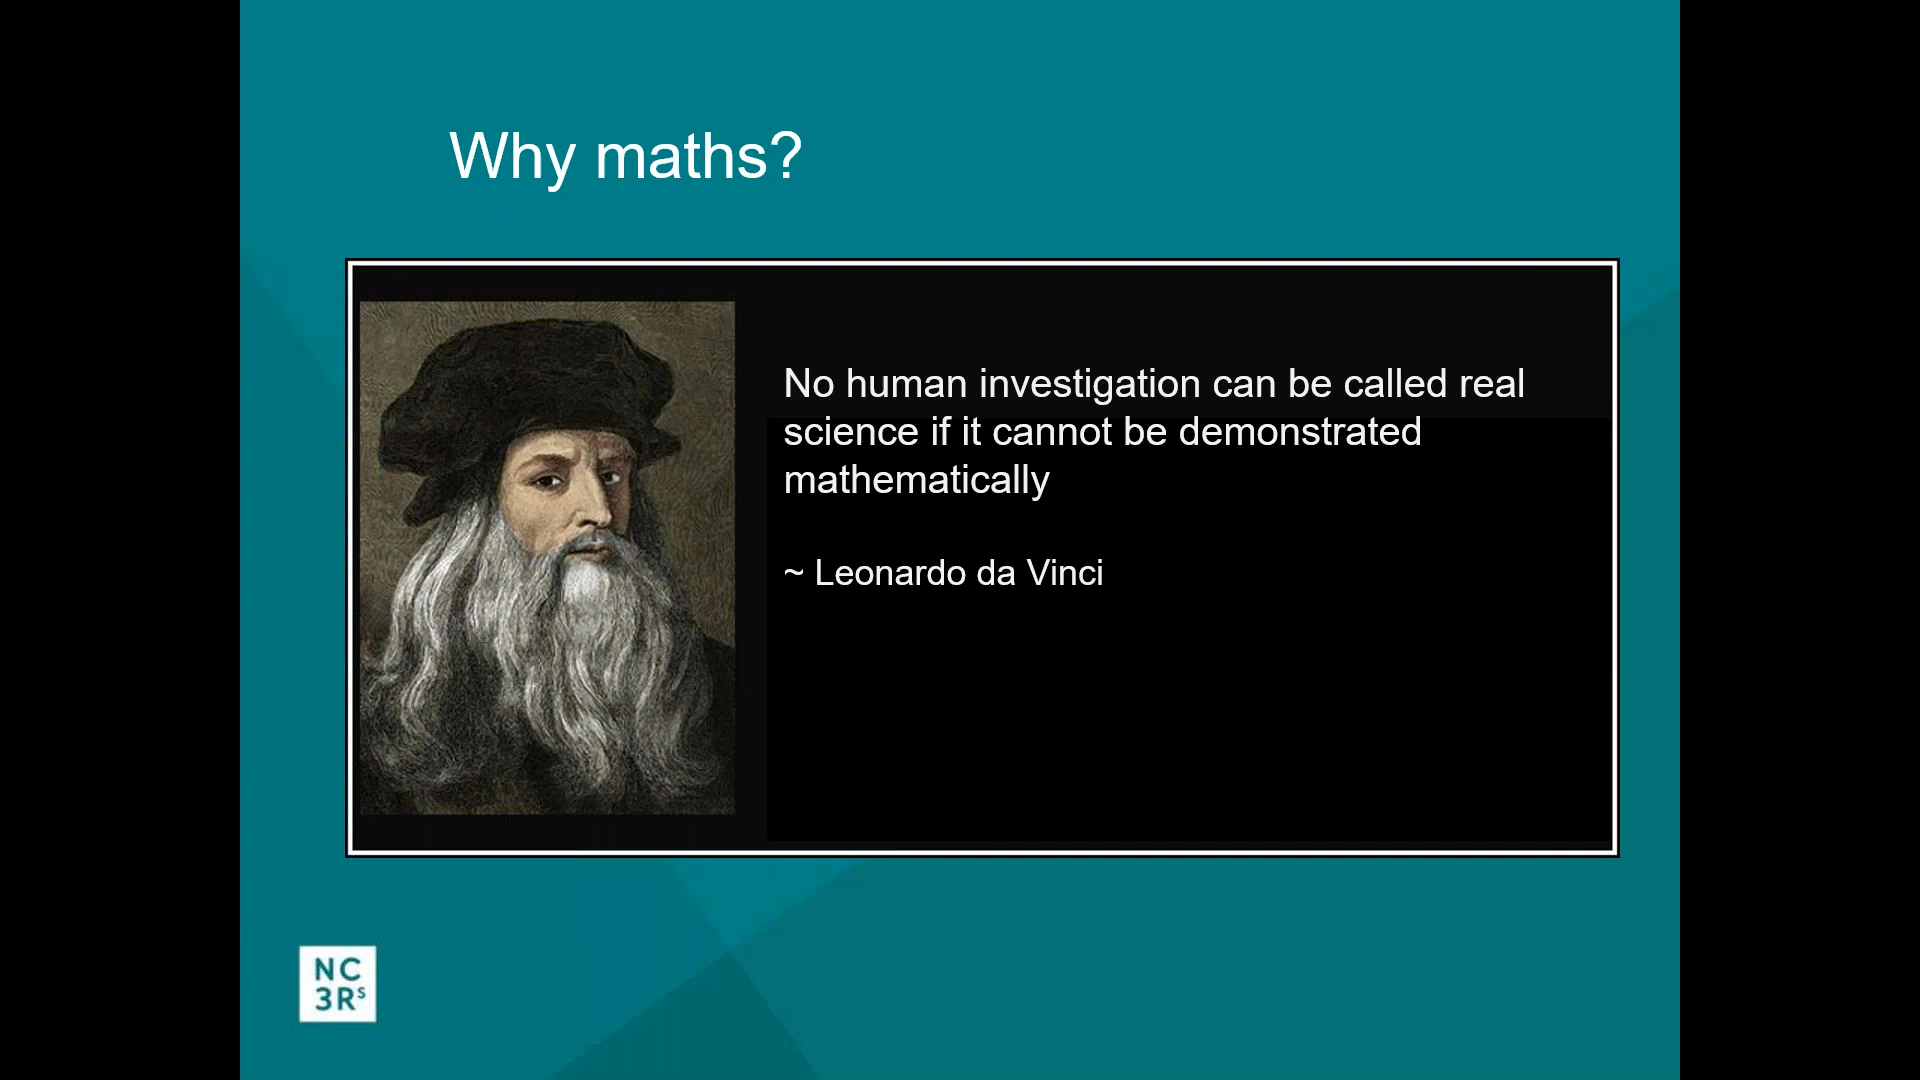 Why maths?
No human investigation can be called real
science if it cannot be demonstrated
mathematically
~ Leonardo da Vinci
NC
3Rs